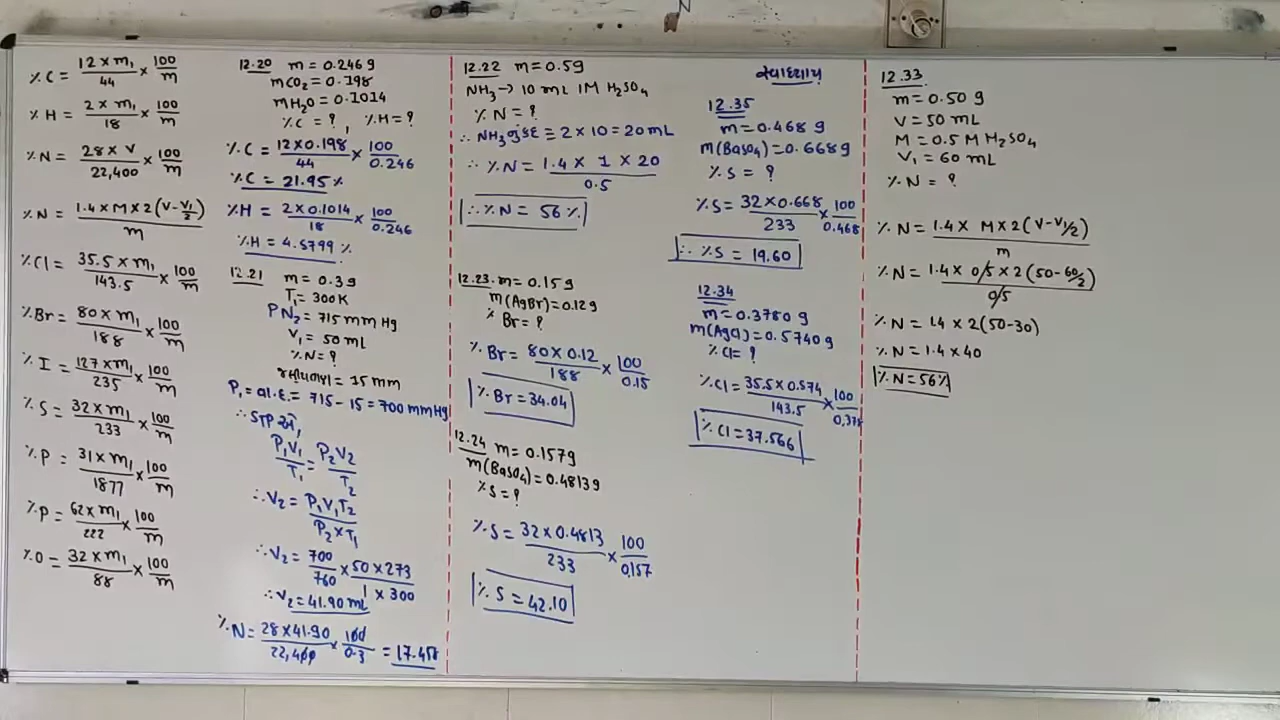 % C = 12 × m₁ / 44 × 100 / m
% H = 2 × m₁ / 18 × 100 / m
% N = 28 × V / 22,400 × 100 / m
% N = 1.4 × M × 2(V-V₁/2) / m
% Cl = 35.5 × m₁ / 143.5 × 100 / m
% Br = 80 × m₁ / 188 × 100 / m
% I = 127 × m₁ / 235 × 100 / m
% S = 32 × m₁ / 233 × 100 / m
% P = 31 × m₁ / 1877 × 100 / m
% P = 62 × m₁ / 222 × 100 / m
% O = 32 × m₁ / 88 × 100 / m
12.20 m = 0.246 g
mCO₂ = 0.198
mH₂O = 0.1014
% C = ?, % H = ?
% C = 12 × 0.198 / 44 × 100 / 0.246
% C = 21.95 %
% H = 2 × 0.1014 / 18 × 100 / 0.246
% H = 4.5799 %
12.21 m = 0.3 g
T₁ = 300 K
PN₂ = 715 mm Hg
V₁ = 50 mL
% N = ?
= 15 mm
P₁ = = 715 - 15 = 700 mm Hg
∴ STP
P₁V₁ / T₁ = P₂V₂ / T₂
∴ V₂ = P₁V₁T₂ / P₂ × T₁
∴ V₂ = 700 / 760 × 50 × 273 / 1 × 300
∴ V₂ = 41.90 mL
% N = 28 × 41.90 / 22,400 × 100 / 0.3 = 17.45
12.22 m = 0.5 g
NH₃ → 10 mL 1M H₂SO₄
% N = ?
∴ NH₃ = 2 × 10 = 20 mL
∴ % N = 1.4 × 1 × 20 / 0.5
∴ % N = 56 %
12.23 m = 0.15 g
m(AgBr) = 0.12 g
% Br = ?
% Br = 80 × 0.12 / 188 × 100 / 0.15
% Br = 34.04
12.24 m = 0.157 g
m(BaSO₄) = 0.4813 g
% S = ?
% S = 32 × 0.4813 / 233 × 100 / 0.157
% S = 42.10
સ્વાધ્યાય
12.35
m = 0.468 g
m(BaSO₄) = 0.668 g
% S = ?
% S = 32 × 0.668 / 233 × 100 / 0.468
∴ % S = 19.60
12.34
m = 0.3780 g
m(AgCl) = 0.5740 g
% Cl = ?
% Cl = 35.5 × 0.574 / 143.5 × 100 / 0.378
% Cl = 37.566
12.33
m = 0.50 g
V = 50 mL
M = 0.5 M H₂SO₄
V₁ = 60 mL
% N = ?
% N = 1.4 × M × 2(V-V₁/2) / m
% N = 1.4 × 0.5 × 2(50-60/2) / 0.5
% N = 1.4 × 2(50-30)
% N = 1.4 × 40
% N = 56 %